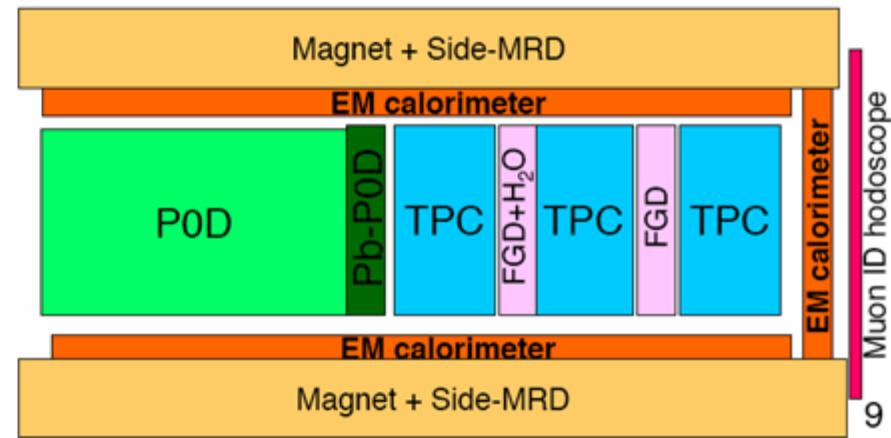 Magnet + Side-MRD
EM calorimeter
P0D
Pb-P0D
TPC
FGD+H₂O
TPC
FGD
TPC
EM calorimeter
Muon ID hodoscope
EM calorimeter
Magnet + Side-MRD
9